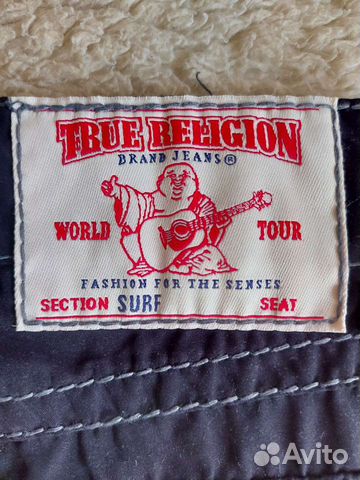 TRUE RELIGION
BRAND JEANS®
WORLD TOUR
FASHION FOR THE SENSES
SECTION SURF SEAT
Avito